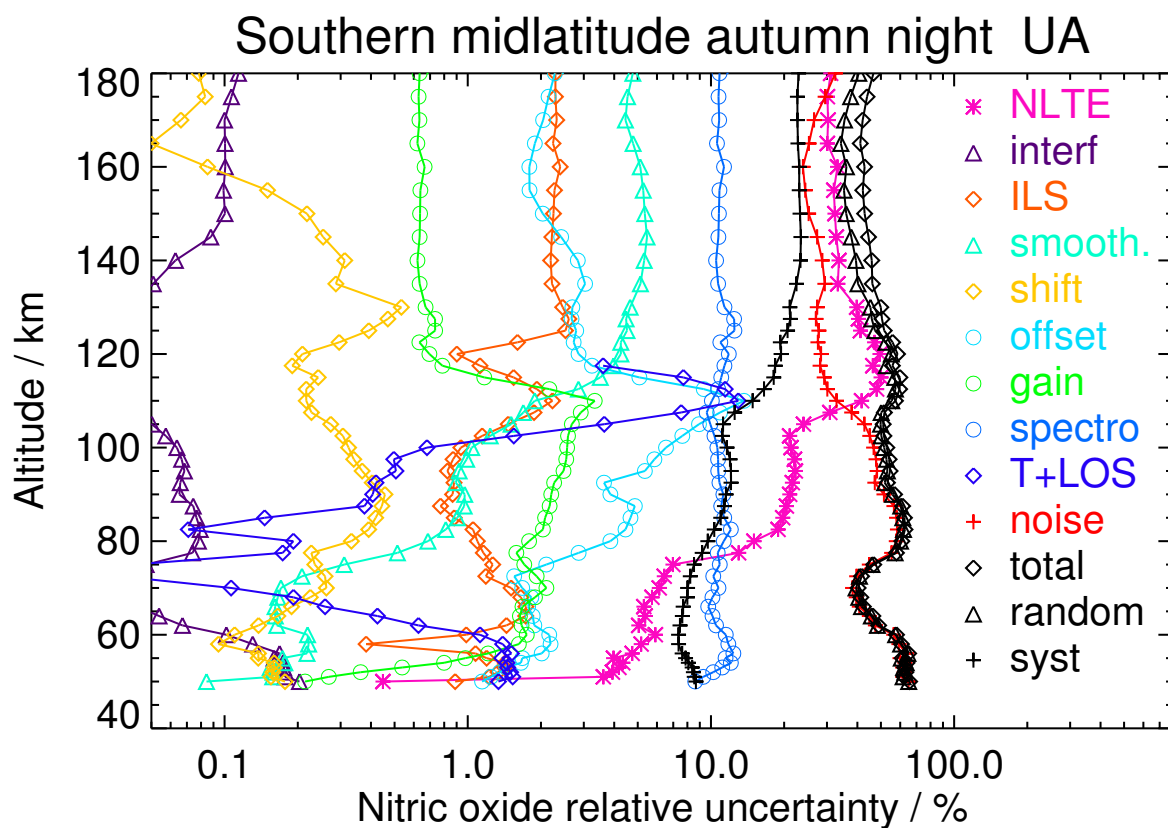 Southern midlatitude autumn night UA
180
160
140
120
100
80
60
40
Altitude / km
NLTE
interf
ILS
smooth.
shift
offset
gain
spectro
T+LOS
noise
total
random
syst
0.1
1.0
10.0
100.0
Nitric oxide relative uncertainty / %